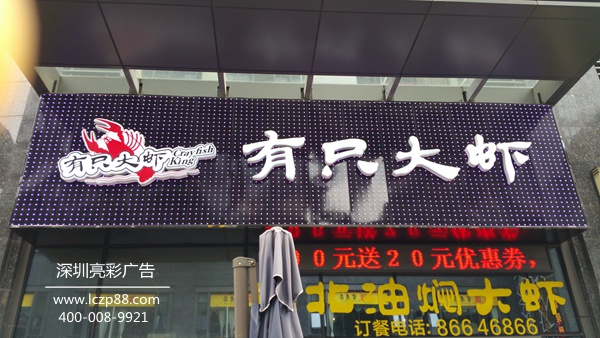 有只大虾
Crayfish
King
有只大虾
00元送20元优惠券,
北油焖大虾
订餐电话: 866 46866
深圳亮彩广告
www.lczp88.com
400-008-9921